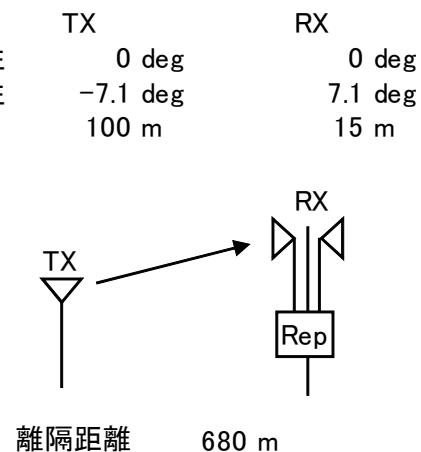 TX RX
0 deg 0 deg
-7.1 deg 7.1 deg
100 m 15 m
RX
TX
Rep
離隔距離 680 m